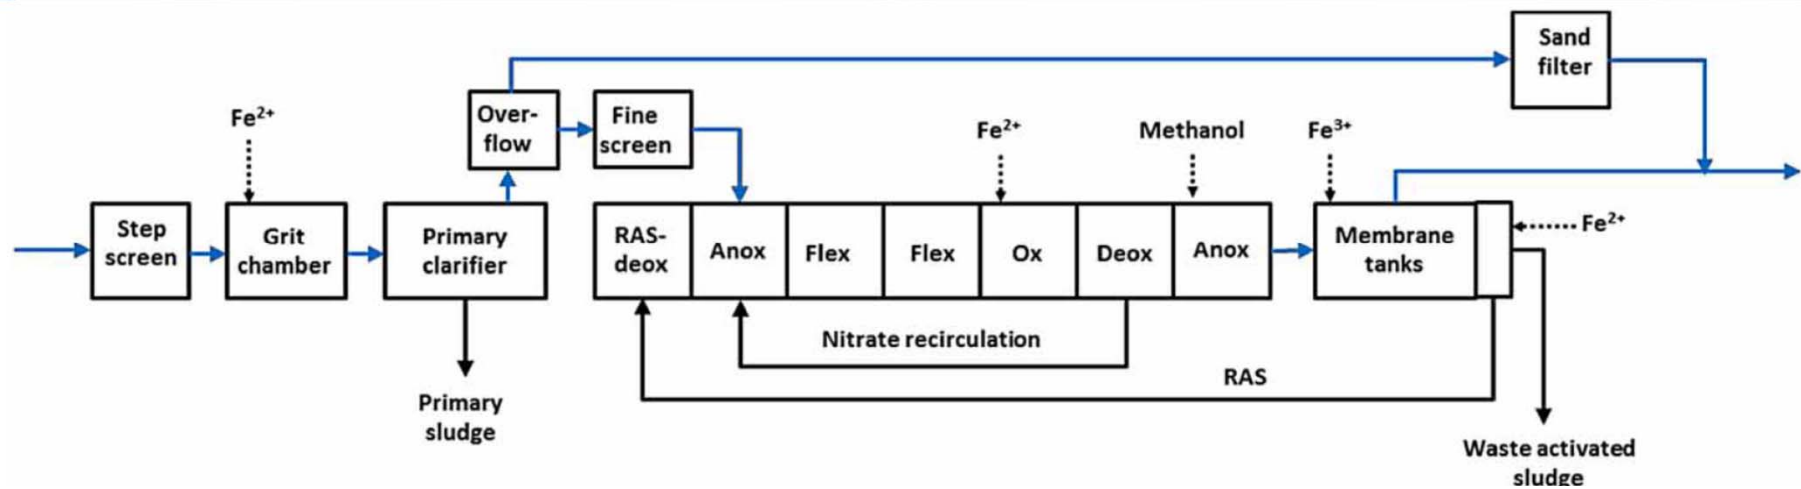 Sand
filter
Over-
flow
Fine
screen
Fe²⁺
Fe²⁺
Methanol
Fe³⁺
Step
screen
Grit
chamber
Primary
clarifier
RAS-
deox
Anox
Flex
Flex
Ox
Deox
Anox
Membrane
tanks
Fe²⁺
Nitrate recirculation
RAS
Primary
sludge
Waste activated
sludge